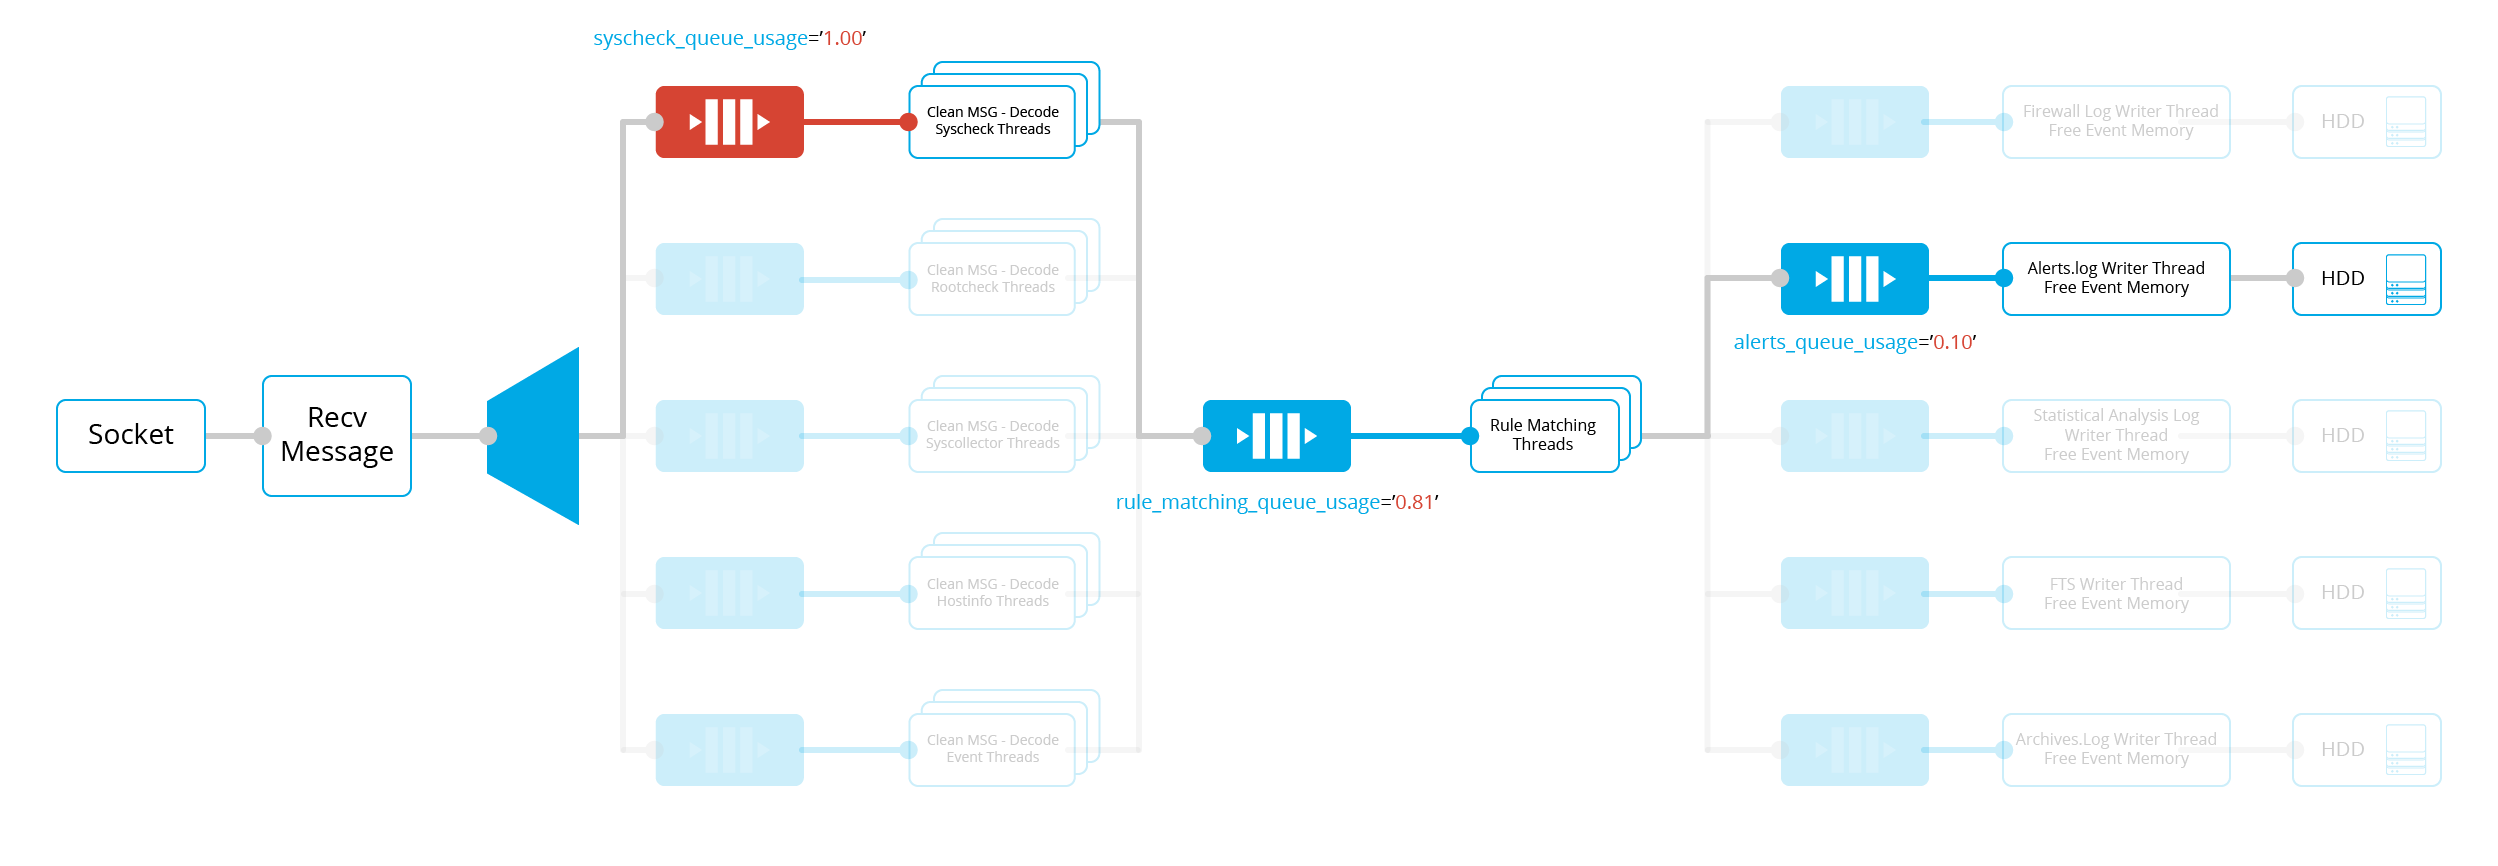 syscheck_queue_usage=’1.00’
Clean MSG - Decode
Syscheck Threads
Clean MSG - Decode
Rootcheck Threads
Clean MSG - Decode
Syscollector Threads
Clean MSG - Decode
Hostinfo Threads
Clean MSG - Decode
Event Threads
Socket
Recv
Message
rule_matching_queue_usage=’0.81’
Rule Matching
Threads
Firewall Log Writer Thread
Free Event Memory
HDD
Alerts.log Writer Thread
Free Event Memory
HDD
alerts_queue_usage=’0.10’
Statistical Analysis Log
Writer Thread
Free Event Memory
HDD
FTS Writer Thread
Free Event Memory
HDD
Archives.Log Writer Thread
Free Event Memory
HDD